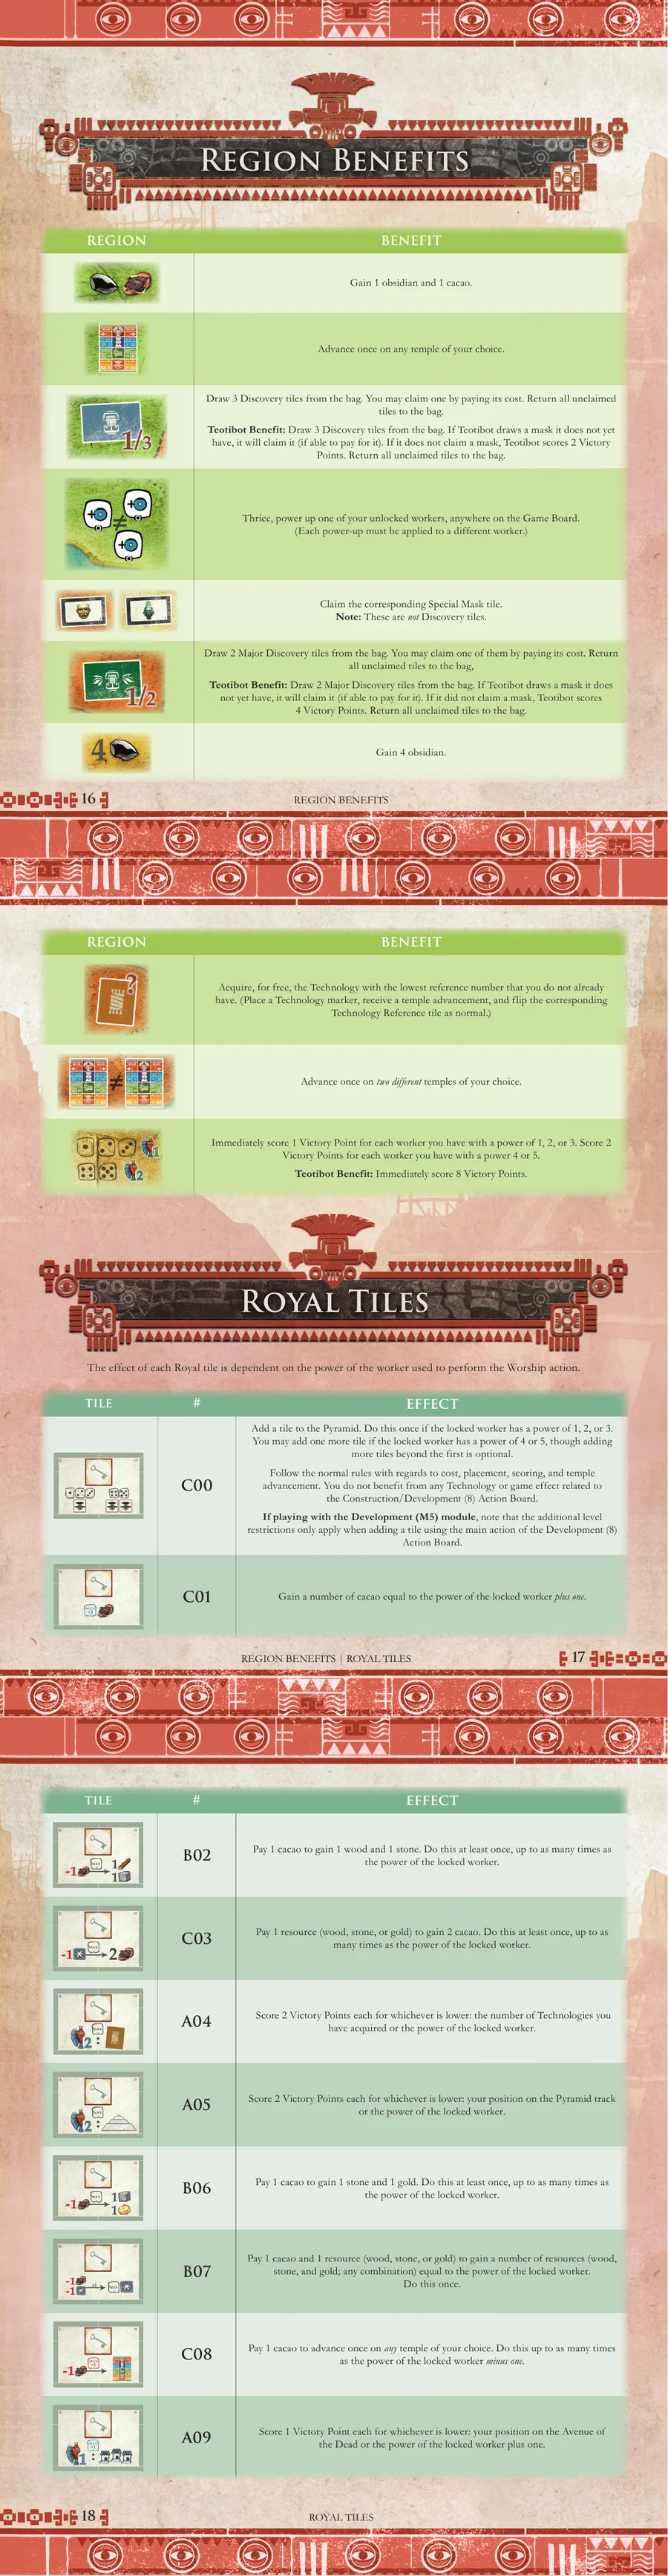 REGION BENEFITS
REGION BENEFIT
Gain 1 obsidian and 1 cacao.
Advance once on any temple of your choice.
Draw 3 Discovery tiles from the bag. You may claim one by paying its cost. Return all unclaimed
tiles to the bag.
1/3
Teotibot Benefit: Draw 3 Discovery tiles from the bag. If Teotibot draws a mask it does not yet
have, it will claim it (if able to pay for it). If it does not claim a mask, Teotibot scores 2 Victory
Points. Return all unclaimed tiles to the bag.
+ ≠ +
+
Thrice, power up one of your unlocked workers, anywhere on the Game Board.
(Each power-up must be applied to a different worker.)
Claim the corresponding Special Mask tile.
Note: These are not Discovery tiles.
Draw 2 Major Discovery tiles from the bag. You may claim one of them by paying its cost. Return
all unclaimed tiles to the bag,
1/2
Teotibot Benefit: Draw 2 Major Discovery tiles from the bag. If Teotibot draws a mask it does
not yet have, it will claim it (if able to pay for it). If it did not claim a mask, Teotibot scores
4 Victory Points. Return all unclaimed tiles to the bag.
4
Gain 4 obsidian.
16
REGION BENEFITS
REGION BENEFIT
?
Acquire, for free, the Technology with the lowest reference number that you do not already
have. (Place a Technology marker, receive a temple advancement, and flip the corresponding
Technology Reference tile as normal.)
≠
Advance once on two different temples of your choice.
1
2
Immediately score 1 Victory Point for each worker you have with a power of 1, 2, or 3. Score 2
Victory Points for each worker you have with a power 4 or 5.
Teotibot Benefit: Immediately score 8 Victory Points.
ROYAL TILES
The effect of each Royal tile is dependent on the power of the worker used to perform the Worship action.
TILE # EFFECT
C00
Add a tile to the Pyramid. Do this once if the locked worker has a power of 1, 2, or 3.
You may add one more tile if the locked worker has a power of 4 or 5, though adding
more tiles beyond the first is optional.
Follow the normal rules with regards to cost, placement, scoring, and temple
advancement. You do not benefit from any Technology or game effect related to
the Construction/Development (8) Action Board.
If playing with the Development (M5) module, note that the additional level
restrictions only apply when adding a tile using the main action of the Development (8)
Action Board.
C01
Gain a number of cacao equal to the power of the locked worker plus one.
REGION BENEFITS | ROYAL TILES
17
TILE # EFFECT
-1 1
1
B02
Pay 1 cacao to gain 1 wood and 1 stone. Do this at least once, up to as many times as
the power of the locked worker.
-1 2
C03
Pay 1 resource (wood, stone, or gold) to gain 2 cacao. Do this at least once, up to as
many times as the power of the locked worker.
2 :
A04
Score 2 Victory Points each for whichever is lower: the number of Technologies you
have acquired or the power of the locked worker.
2 :
A05
Score 2 Victory Points each for whichever is lower: your position on the Pyramid track
or the power of the locked worker.
-1 1
1
B06
Pay 1 cacao to gain 1 stone and 1 gold. Do this at least once, up to as many times as
the power of the locked worker.
-1
-1
B07
Pay 1 cacao and 1 resource (wood, stone, or gold) to gain a number of resources (wood,
stone, and gold; any combination) equal to the power of the locked worker.
Do this once.
-1
C08
Pay 1 cacao to advance once on any temple of your choice. Do this up to as many times
as the power of the locked worker minus one.
1 :
A09
Score 1 Victory Point each for whichever is lower: your position on the Avenue of
the Dead or the power of the locked worker plus one.
18
ROYAL TILES